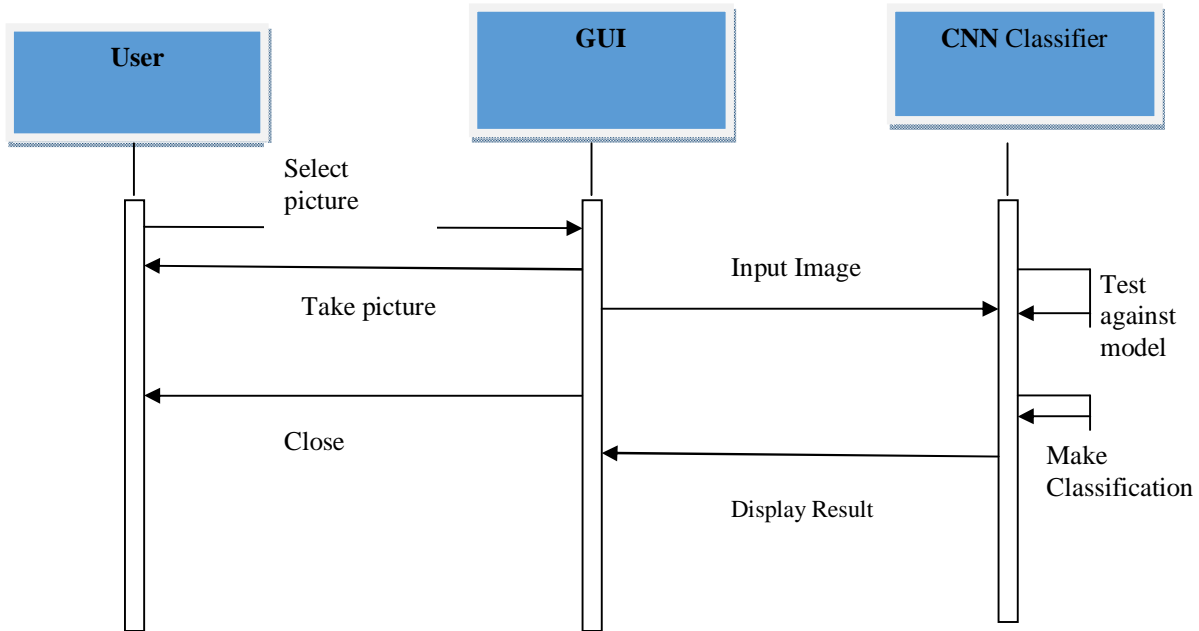 User
GUI
CNN Classifier
Select
picture
Take picture
Input Image
Test
against
model
Close
Make
Classification
Display Result